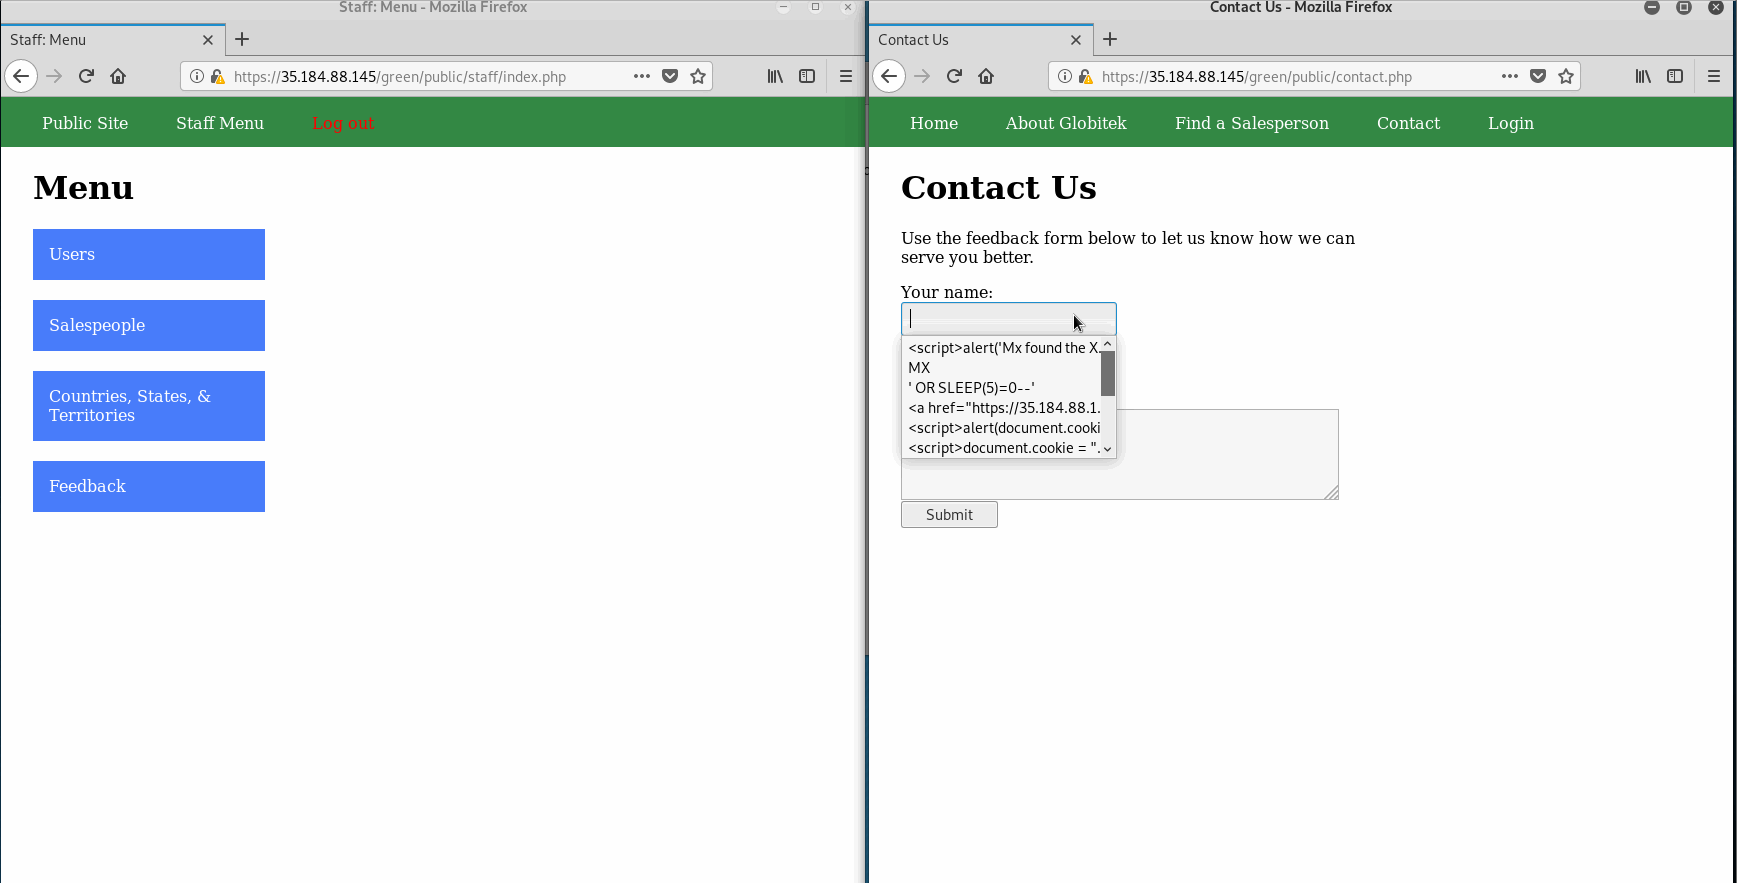 Staff: Menu - Mozilla Firefox
Staff: Menu
https://35.184.88.145/green/public/staff/index.php
Public Site Staff Menu Log out
Menu
Users
Salespeople
Countries, States, &
Territories
Feedback
Contact Us - Mozilla Firefox
Contact Us
https://35.184.88.145/green/public/contact.php
Home About Globitek Find a Salesperson Contact Login
Contact Us
Use the feedback form below to let us know how we can
serve you better.
Your name:
<script>alert('Mx found the X.
MX
' OR SLEEP(5)=0--'
<a href="https://35.184.88.1.
<script>alert(document.cooki
<script>document.cookie = ".
Submit